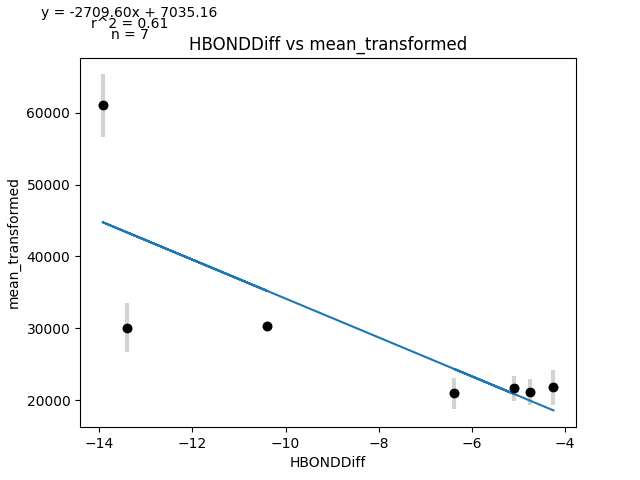 y = -2709.60x + 7035.16
r^2 = 0.61
n = 7
HBONDDiff vs mean_transformed
60000
50000
40000
30000
20000
mean_transformed
−14
−12
−10
−8
−6
−4
HBONDDiff